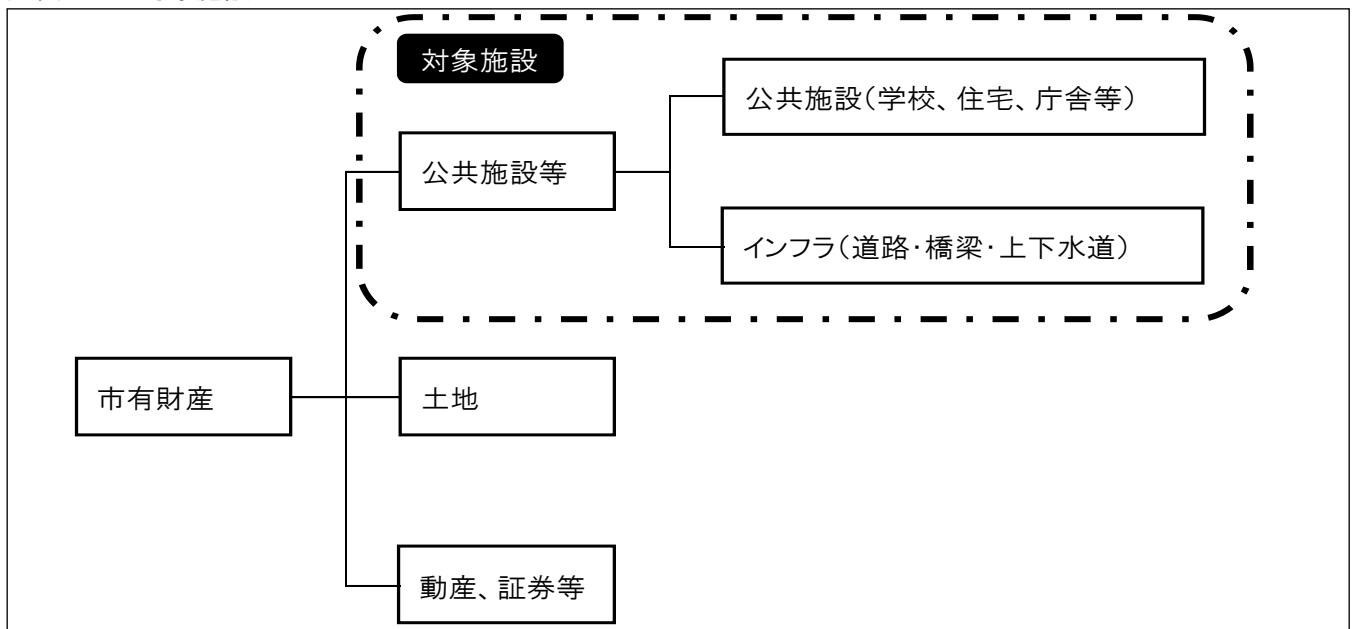 対象施設
公共施設(学校、住宅、庁舎等)
公共施設等
インフラ(道路・橋梁・上下水道)
市有財産
土地
動産、証券等